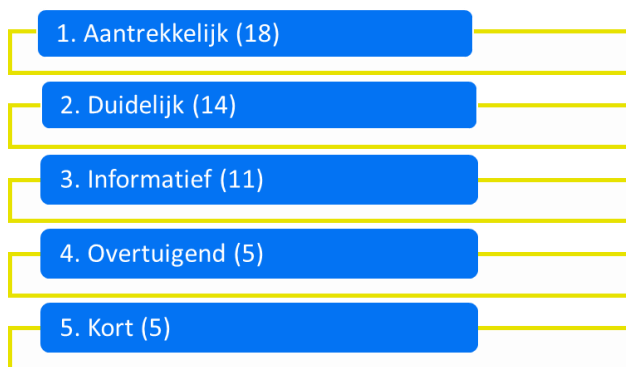 1. Aantrekkelijk (18)
2. Duidelijk (14)
3. Informatief (11)
4. Overtuigend (5)
5. Kort (5)